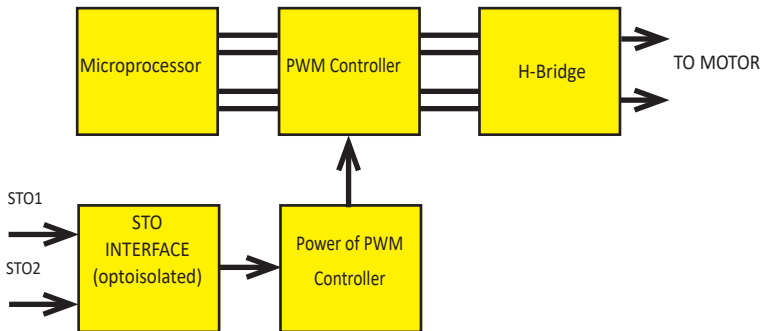 Microprocessor
PWM Controller
H-Bridge
TO MOTOR
STO1
STO2
STO
INTERFACE
(optoisolated)
Power of PWM
Controller